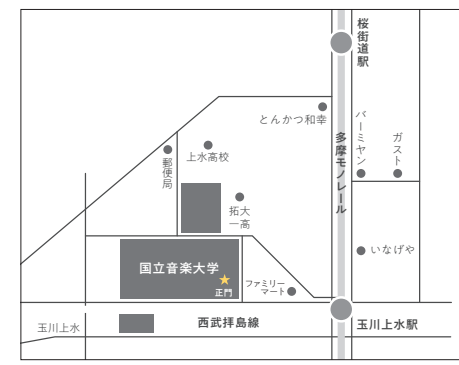 桜街道駅
とんかつ和幸
バーミヤン
ガスト
多摩モノレール
上水高校
郵便局
拓大
一高
いなげや
国立音楽大学
正門
ファミリー
マート
玉川上水
西武拝島線
玉川上水駅